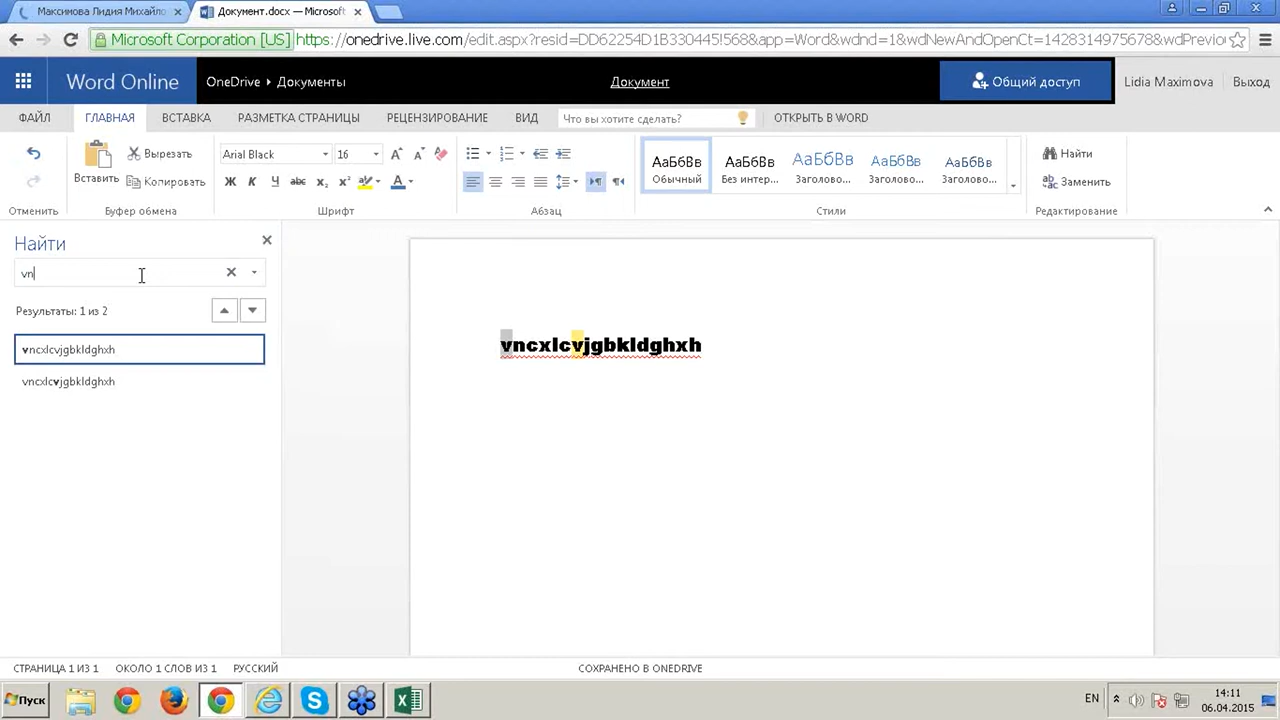 Максимова Лидия Михайло
Документ.docx — Microsoft
Microsoft Corporation [US] https://onedrive.live.com/edit.aspx?resid=DD62254D1B330445!568&app=Word&wdnd=1&wdNewAndOpenCt=1428314975678&wdPreviou
Word Online OneDrive ▸ Документы Документ Общий доступ Lidia Maximova Выход
ФАЙЛ ГЛАВНАЯ ВСТАВКА РАЗМЕТКА СТРАНИЦЫ РЕЦЕНЗИРОВАНИЕ ВИД Что вы хотите сделать? ОТКРЫТЬ В WORD
Вставить
Вырезать
Копировать
Arial Black 16
Ж К Ч abc x₂ x² А
АаБбВв АаБбВв АаБбВв АаБбВв АаБбВв
Обычный Без интер... Заголово... Заголово... Заголово...
Найти
Заменить
Отменить Буфер обмена Шрифт Абзац Стили Редактирование
Найти
vn
Результаты: 1 из 2
vncxlcvjgbkldghxh
vncxlcvjgbkldghxh
vncxlcvjgbkldghxh
СТРАНИЦА 1 ИЗ 1 ОКОЛО 1 СЛОВ ИЗ 1 РУССКИЙ СОХРАНЕНО В ONEDRIVE
Пуск
EN
14:11
06.04.2015